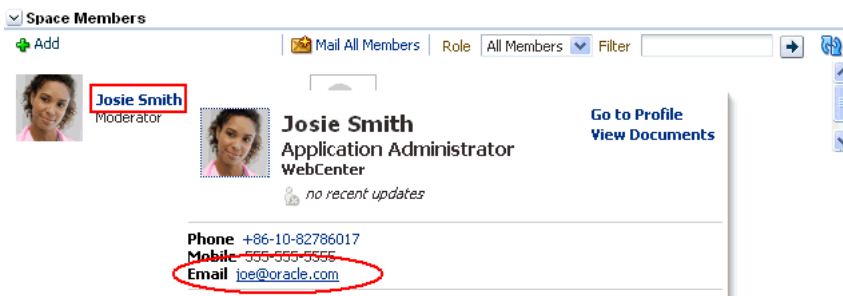 Space Members
Add
Mail All Members
Role
All Members
Filter
Josie Smith
Moderator
Josie Smith
Application Administrator
WebCenter
no recent updates
Go to Profile
View Documents
Phone +86-10-82786017
Mobile 555-555-5555
Email joe@oracle.com